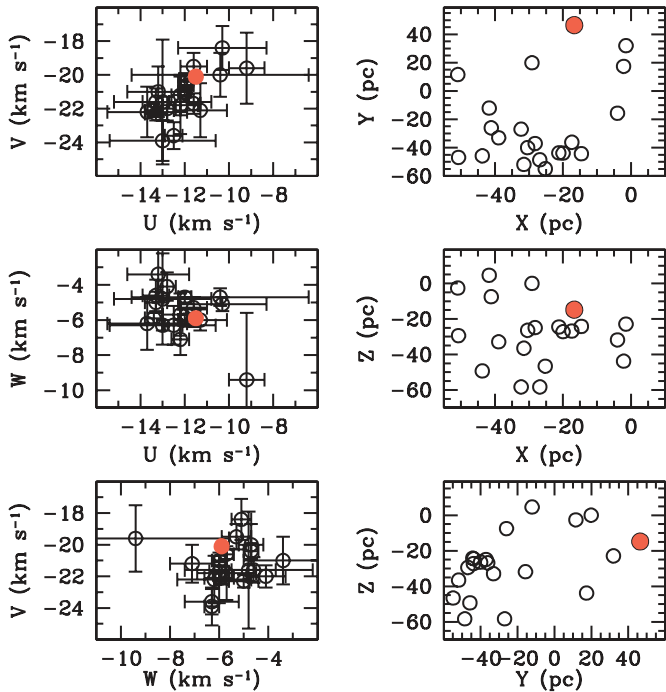 −18
−20
−22
−24
V (km s⁻¹)
−14 −12 −10 −8
U (km s⁻¹)
40
20
0
−20
−40
−60
Y (pc)
−40 −20 0
X (pc)
−4
−6
−8
−10
W (km s⁻¹)
−14 −12 −10 −8
U (km s⁻¹)
0
−20
−40
−60
Z (pc)
−40 −20 0
X (pc)
−18
−20
−22
−24
V (km s⁻¹)
−10 −8 −6 −4
W (km s⁻¹)
0
−20
−40
−60
Z (pc)
−40 −20 0 20 40
Y (pc)